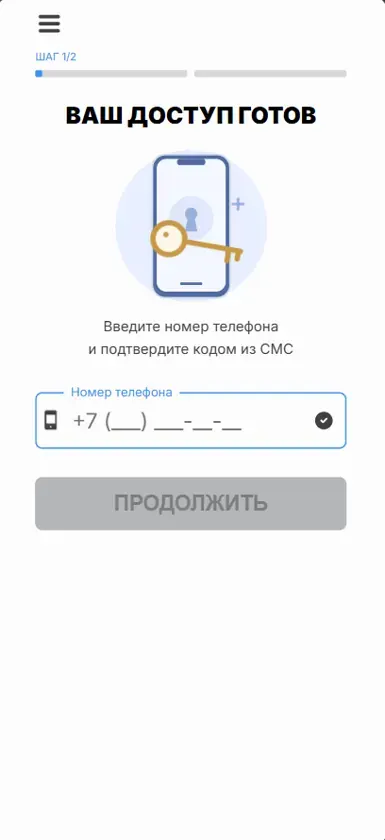 ШАГ 1/2
ВАШ ДОСТУП ГОТОВ
Введите номер телефона
и подтвердите кодом из СМС
Номер телефона
+7 (___) ___-__-__
ПРОДОЛЖИТЬ